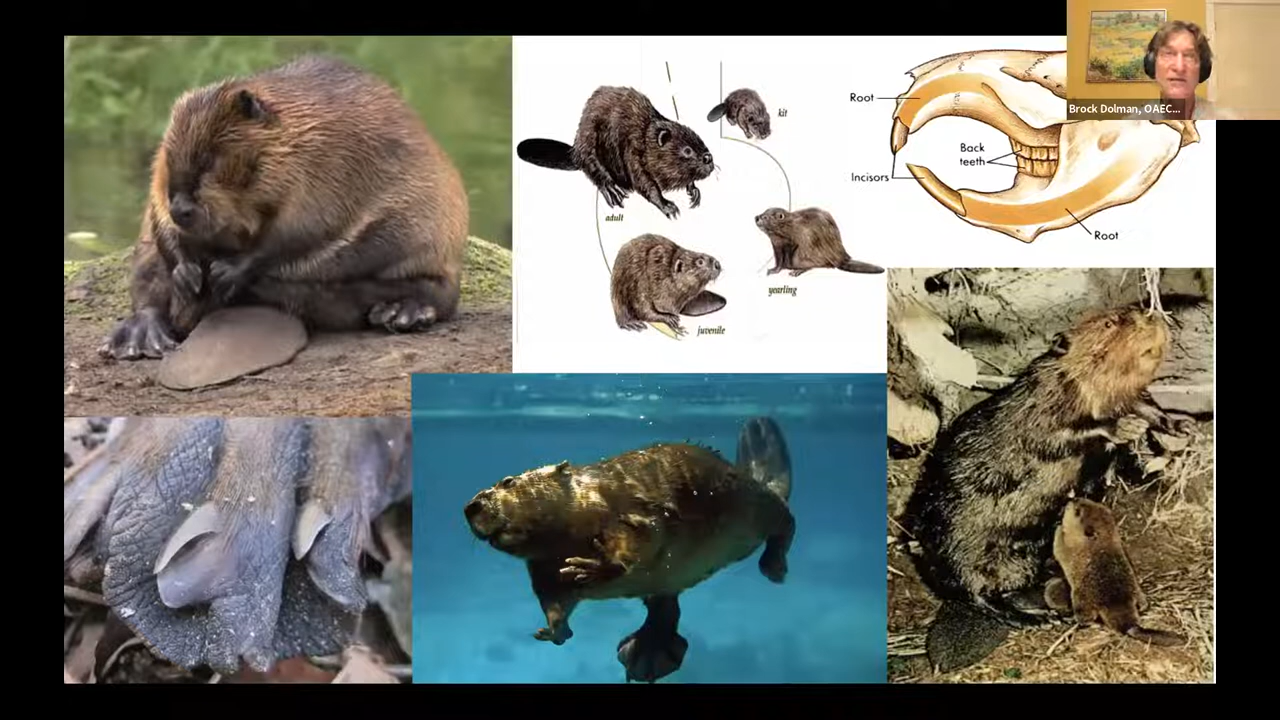 kit
adult
yearling
juvenile
Root
Back
teeth
Incisors
Root
Brock Dolman, OAEC...